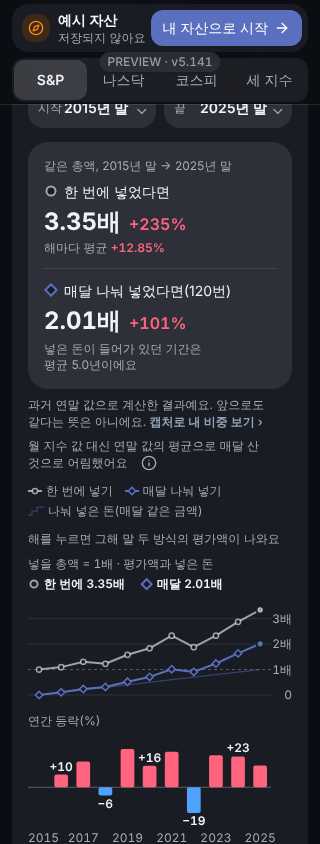 예시 자산
저장되지 않아요
내 자산으로 시작 →
PREVIEW · v5.141
S&P 나스닥 코스피 세 지수
시작 2015년 말 끝 2025년 말
같은 총액, 2015년 말 → 2025년 말
한 번에 넣었다면
3.35배 +235%
해마다 평균 +12.85%
매달 나눠 넣었다면(120번)
2.01배 +101%
넣은 돈이 들어가 있던 기간은
평균 5.0년이에요
과거 연말 값으로 계산한 결과예요. 앞으로도
같다는 뜻은 아니에요. 캡처로 내 비중 보기 ›
월 지수 값 대신 연말 값의 평균으로 매달 산
것으로 어림했어요
한 번에 넣기 매달 나눠 넣기
나눠 넣은 돈(매달 같은 금액)
해를 누르면 그해 말 두 방식의 평가액이 나와요
넣을 총액 = 1배 · 평가액과 넣은 돈
한 번에 3.35배 매달 2.01배
3배
2배
1배
0
연간 등락(%)
+10 −6 +16 −19 +23
2015 2017 2019 2021 2023 2025